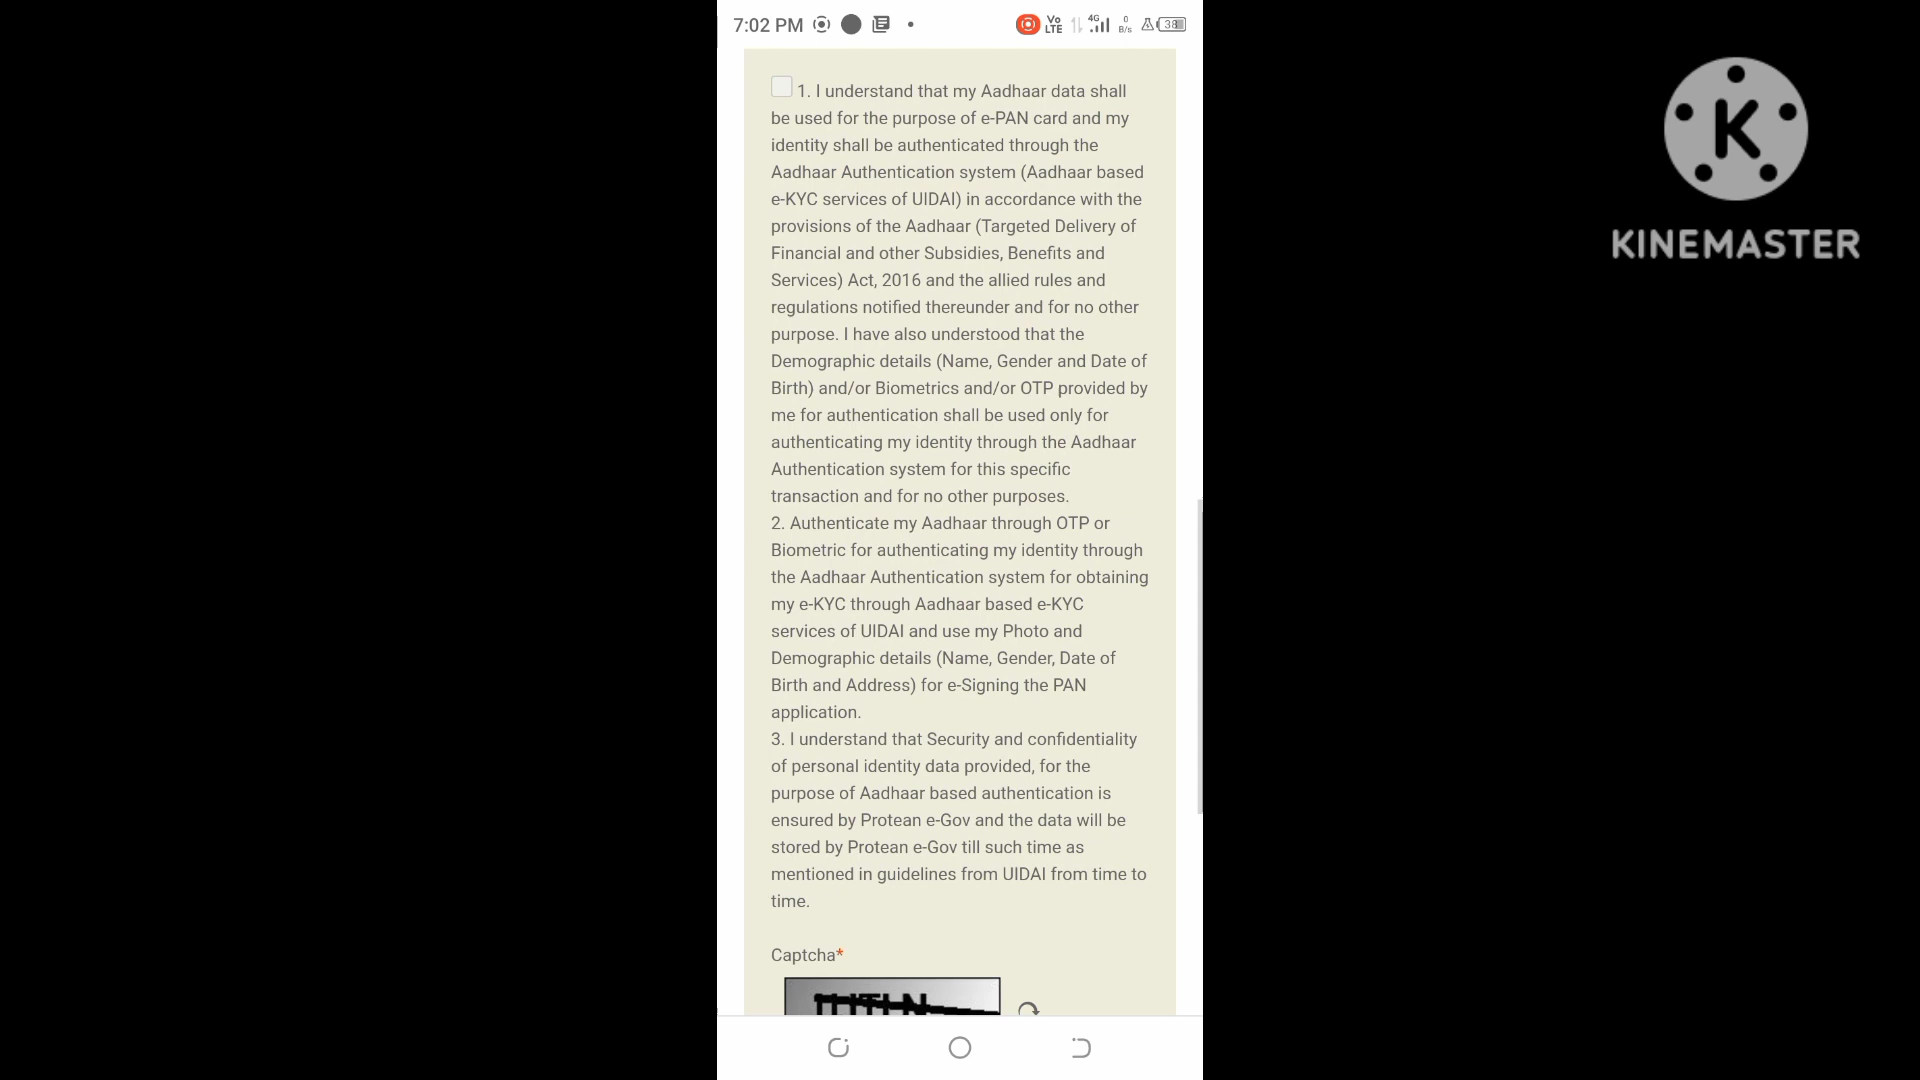 7:02 PM
Vo
LTE
4G
0
B/s
38
1. I understand that my Aadhaar data shall
be used for the purpose of e-PAN card and my
identity shall be authenticated through the
Aadhaar Authentication system (Aadhaar based
e-KYC services of UIDAI) in accordance with the
provisions of the Aadhaar (Targeted Delivery of
Financial and other Subsidies, Benefits and
Services) Act, 2016 and the allied rules and
regulations notified thereunder and for no other
purpose. I have also understood that the
Demographic details (Name, Gender and Date of
Birth) and/or Biometrics and/or OTP provided by
me for authentication shall be used only for
authenticating my identity through the Aadhaar
Authentication system for this specific
transaction and for no other purposes.
2. Authenticate my Aadhaar through OTP or
Biometric for authenticating my identity through
the Aadhaar Authentication system for obtaining
my e-KYC through Aadhaar based e-KYC
services of UIDAI and use my Photo and
Demographic details (Name, Gender, Date of
Birth and Address) for e-Signing the PAN
application.
3. I understand that Security and confidentiality
of personal identity data provided, for the
purpose of Aadhaar based authentication is
ensured by Protean e-Gov and the data will be
stored by Protean e-Gov till such time as
mentioned in guidelines from UIDAI from time to
time.
Captcha*
K
KINEMASTER